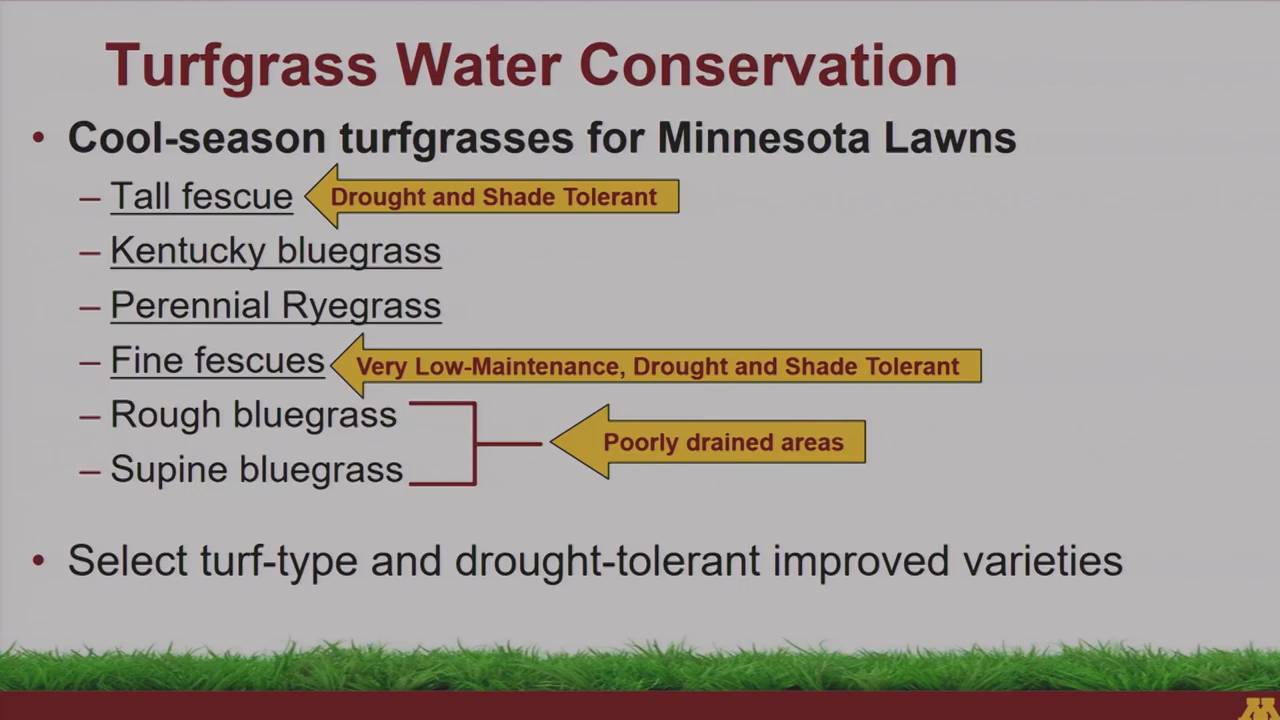 Turfgrass Water Conservation
• Cool-season turfgrasses for Minnesota Lawns
– Tall fescue Drought and Shade Tolerant
– Kentucky bluegrass
– Perennial Ryegrass
– Fine fescues Very Low-Maintenance, Drought and Shade Tolerant
– Rough bluegrass
Poorly drained areas
– Supine bluegrass
• Select turf-type and drought-tolerant improved varieties
M